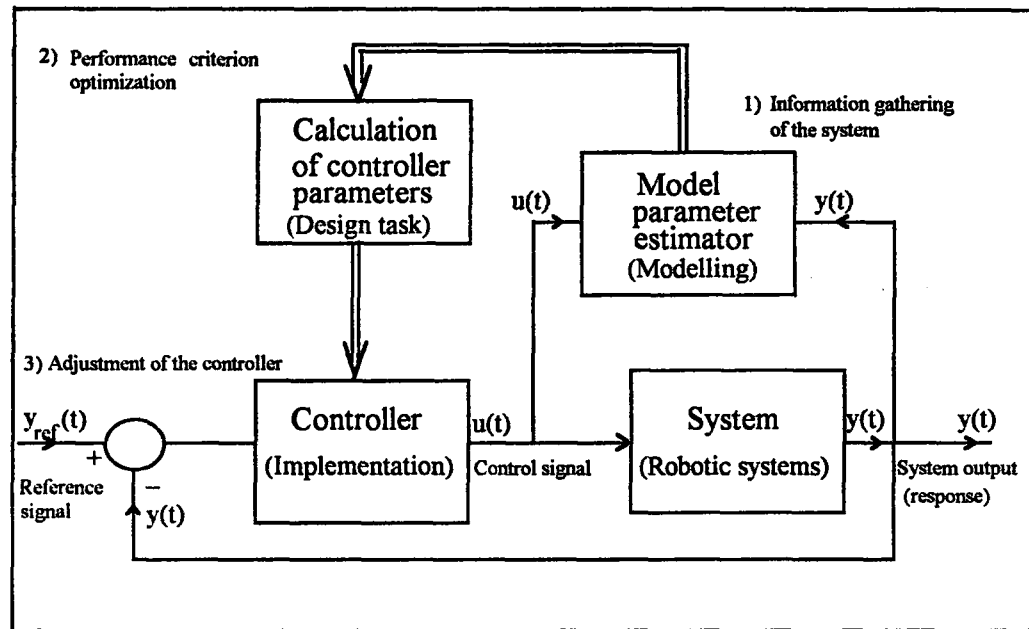 2) Performance criterion
optimization
Calculation
of controller
parameters
(Design task)
1) Information gathering
of the system
u(t)
Model
parameter
estimator
(Modelling)
y(t)
3) Adjustment of the controller
y_ref(t)
+
−
Reference
signal
y(t)
Controller
(Implementation)
u(t)
Control signal
System
(Robotic systems)
y(t)
y(t)
System output
(response)